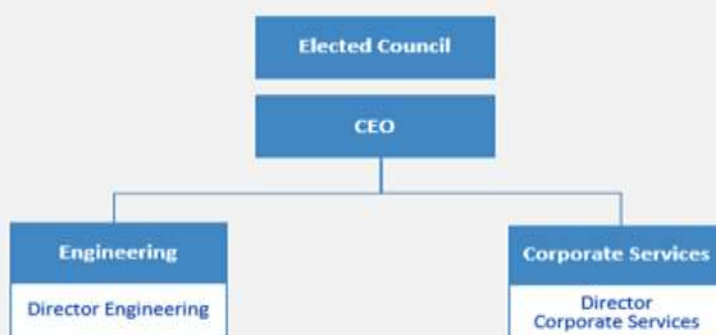 Elected Council
CEO
Engineering
Director Engineering
Corporate Services
Director
Corporate Services